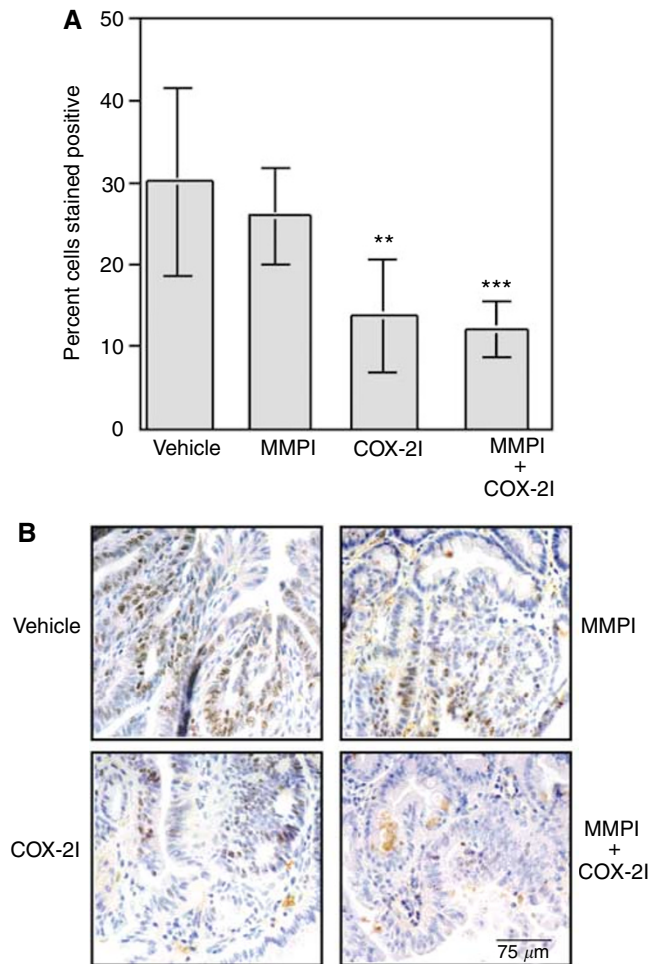 A
50
40
30
20
10
0
Percent cells stained positive
**
***
Vehicle
MMPI
COX-2I
MMPI
+
COX-2I
B
Vehicle
MMPI
COX-2I
MMPI
+
COX-2I
75 μm